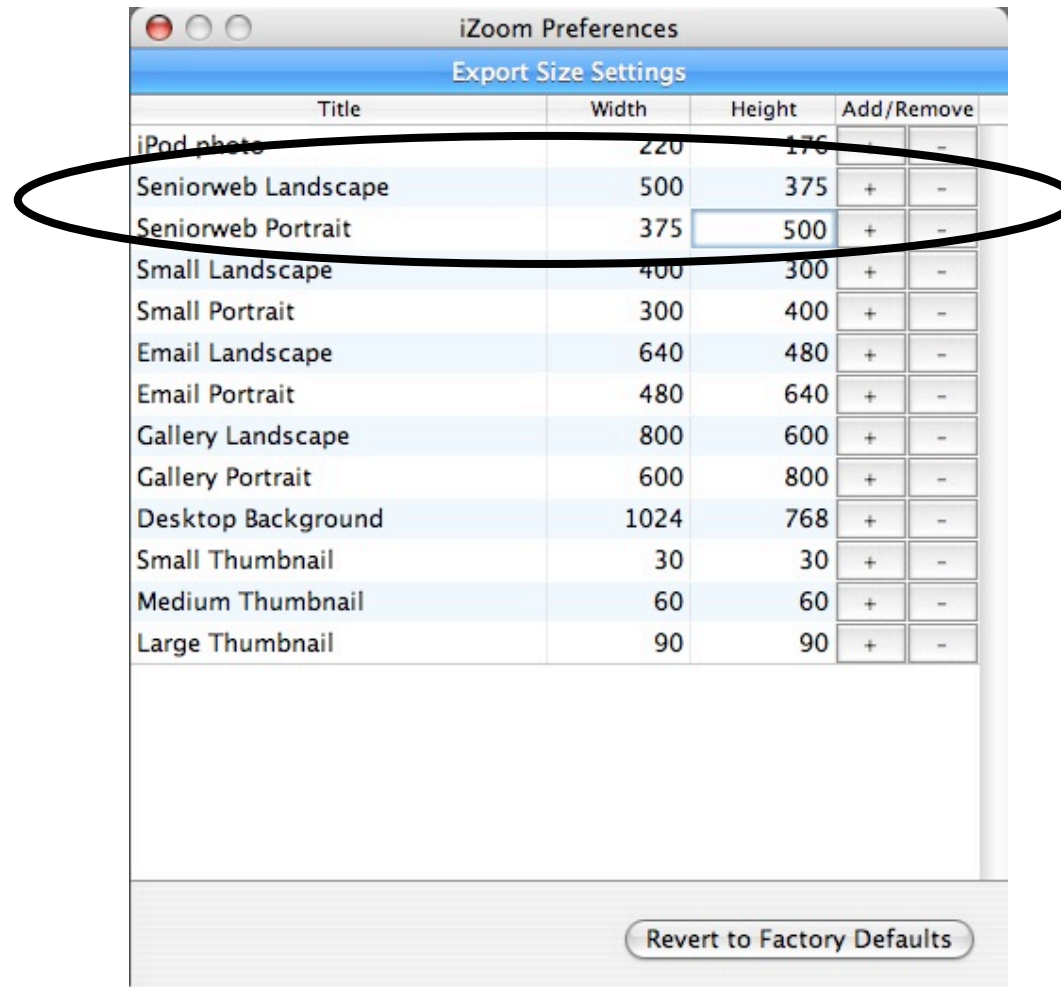 iZoom Preferences
Export Size Settings
Title Width Height Add/Remove
iPod photo 220 176 + -
Seniorweb Landscape 500 375 + -
Seniorweb Portrait 375 500 + -
Small Landscape 400 300 + -
Small Portrait 300 400 + -
Email Landscape 640 480 + -
Email Portrait 480 640 + -
Gallery Landscape 800 600 + -
Gallery Portrait 600 800 + -
Desktop Background 1024 768 + -
Small Thumbnail 30 30 + -
Medium Thumbnail 60 60 + -
Large Thumbnail 90 90 + -
Revert to Factory Defaults